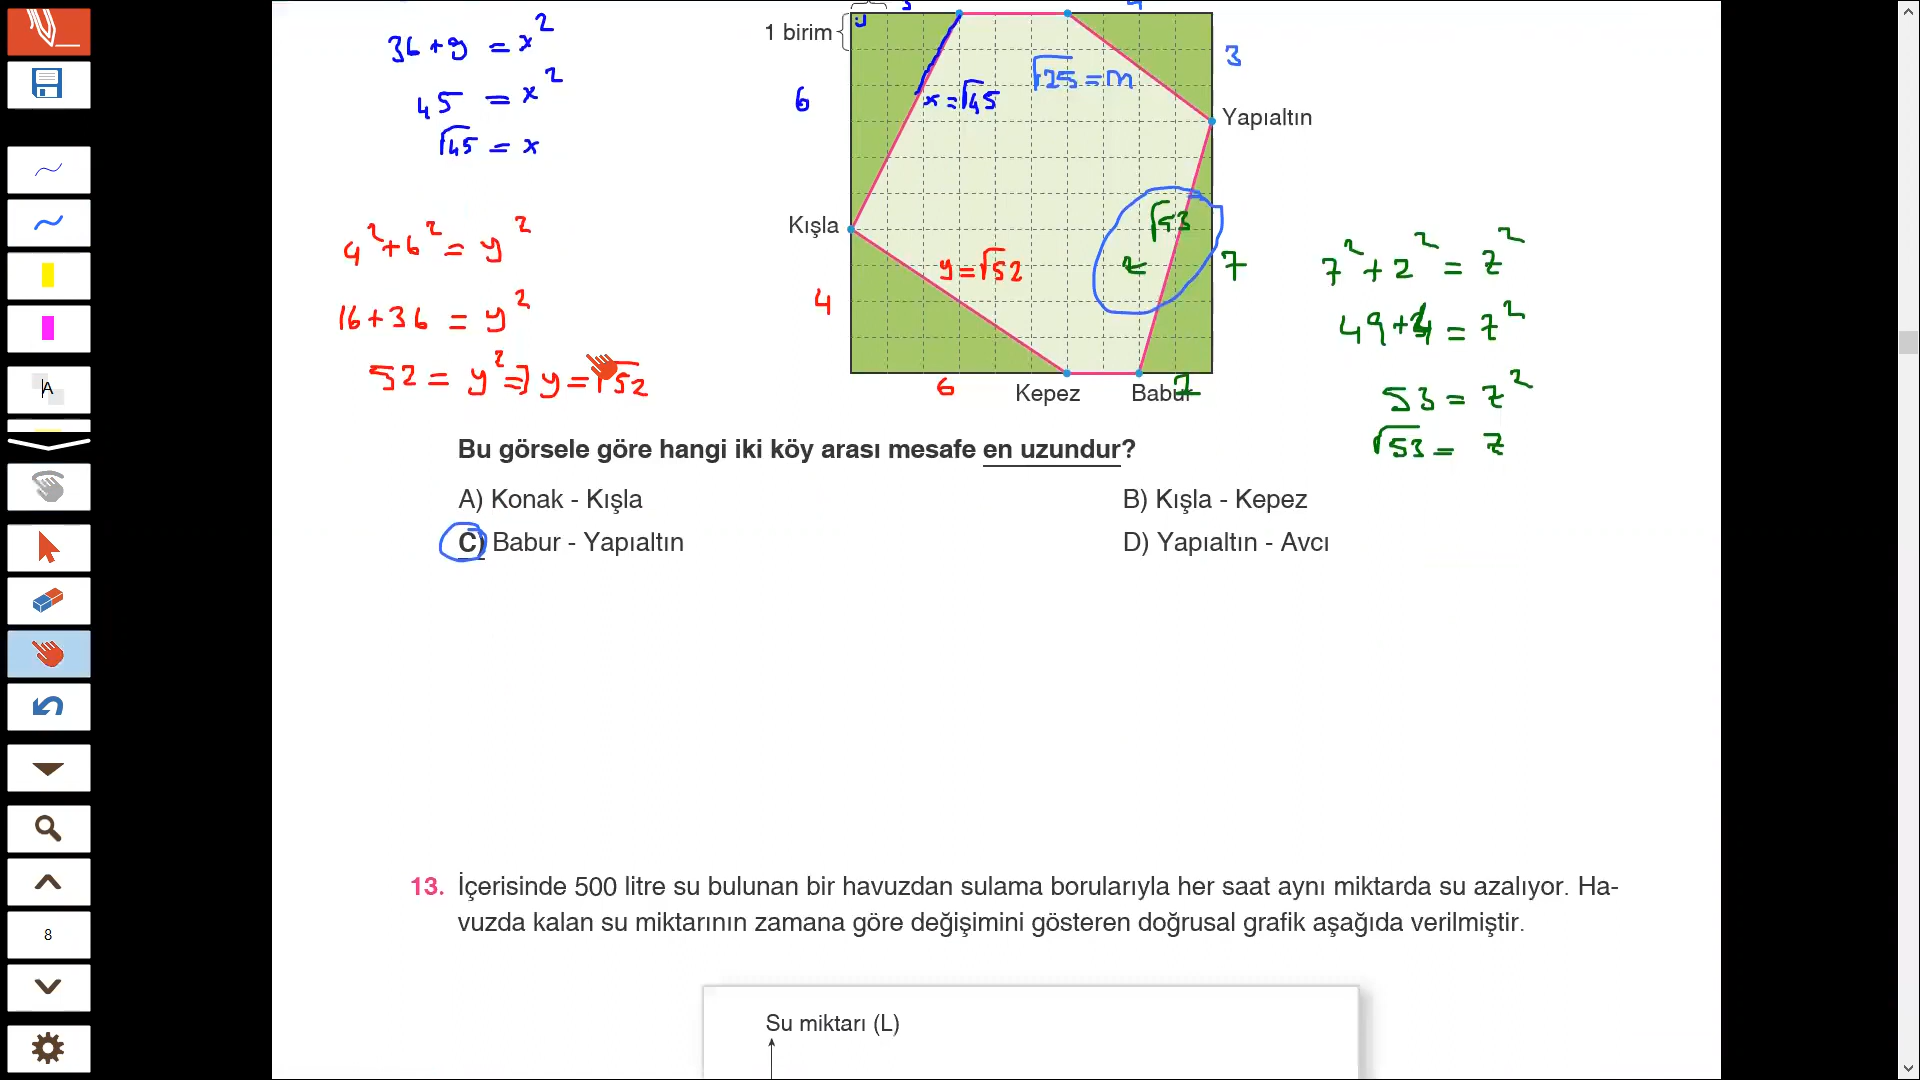 36 + 9 = x²
45 = x²
√45 = x
1 birim
6
x = √45
√25 = m
3
Yapıaltın
Kışla
4² + 6² = y²
16 + 36 = y²
52 = y² ⇒ y = √52
4
y = √52
6
√53
z
7
Kepez
Babur
2
7² + 2² = z²
49 + 4 = z²
53 = z²
√53 = z
Bu görsele göre hangi iki köy arası mesafe en uzundur?
A) Konak - Kışla
B) Kışla - Kepez
C) Babur - Yapıaltın
D) Yapıaltın - Avcı
13. İçerisinde 500 litre su bulunan bir havuzdan sulama borularıyla her saat aynı miktarda su azalıyor. Ha-
vuzda kalan su miktarının zamana göre değişimini gösteren doğrusal grafik aşağıda verilmiştir.
Su miktarı (L)
A
8